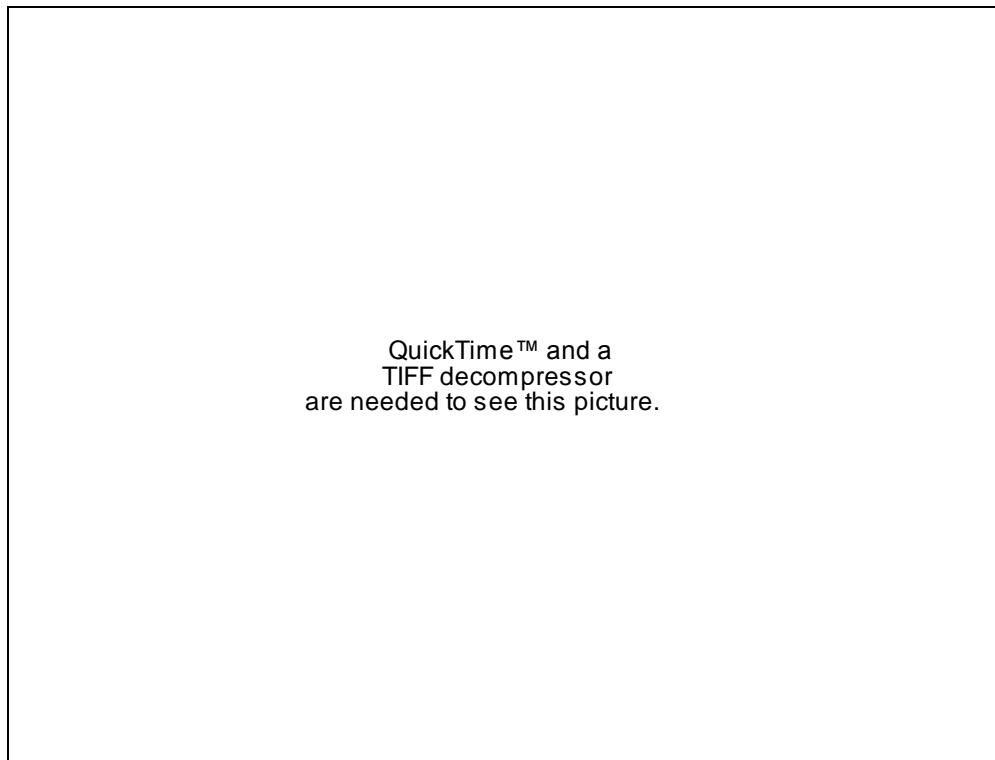 QuickTime™ and a
TIFF decompressor
are needed to see this picture.